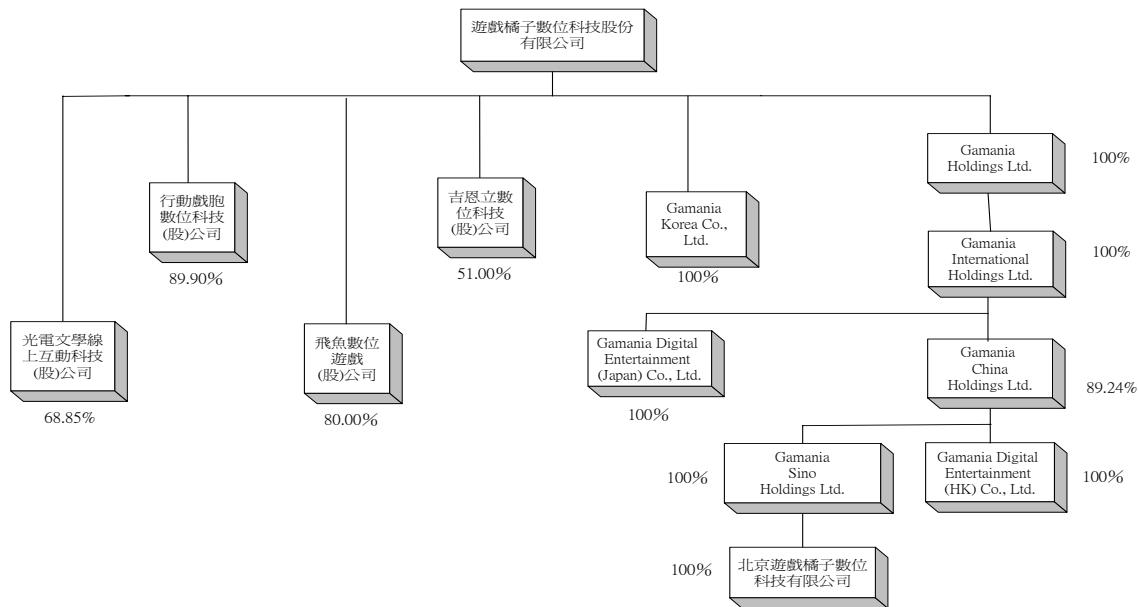 遊戲橘子數位科技股份
有限公司
Gamania
Holdings Ltd.
100%
行動戲胞
數位科技
(股)公司
89.90%
吉恩立數
位科技
(股)公司
51.00%
Gamania
Korea Co.,
Ltd.
100%
Gamania
International
Holdings Ltd.
100%
光電文學線
上互動科技
(股)公司
68.85%
飛魚數位
遊戲
(股)公司
80.00%
Gamania Digital
Entertainment
(Japan) Co., Ltd.
100%
Gamania
China
Holdings Ltd.
89.24%
100%
Gamania
Sino
Holdings Ltd.
Gamania Digital
Entertainment
(HK) Co., Ltd.
100%
100%
北京遊戲橘子數位
科技有限公司